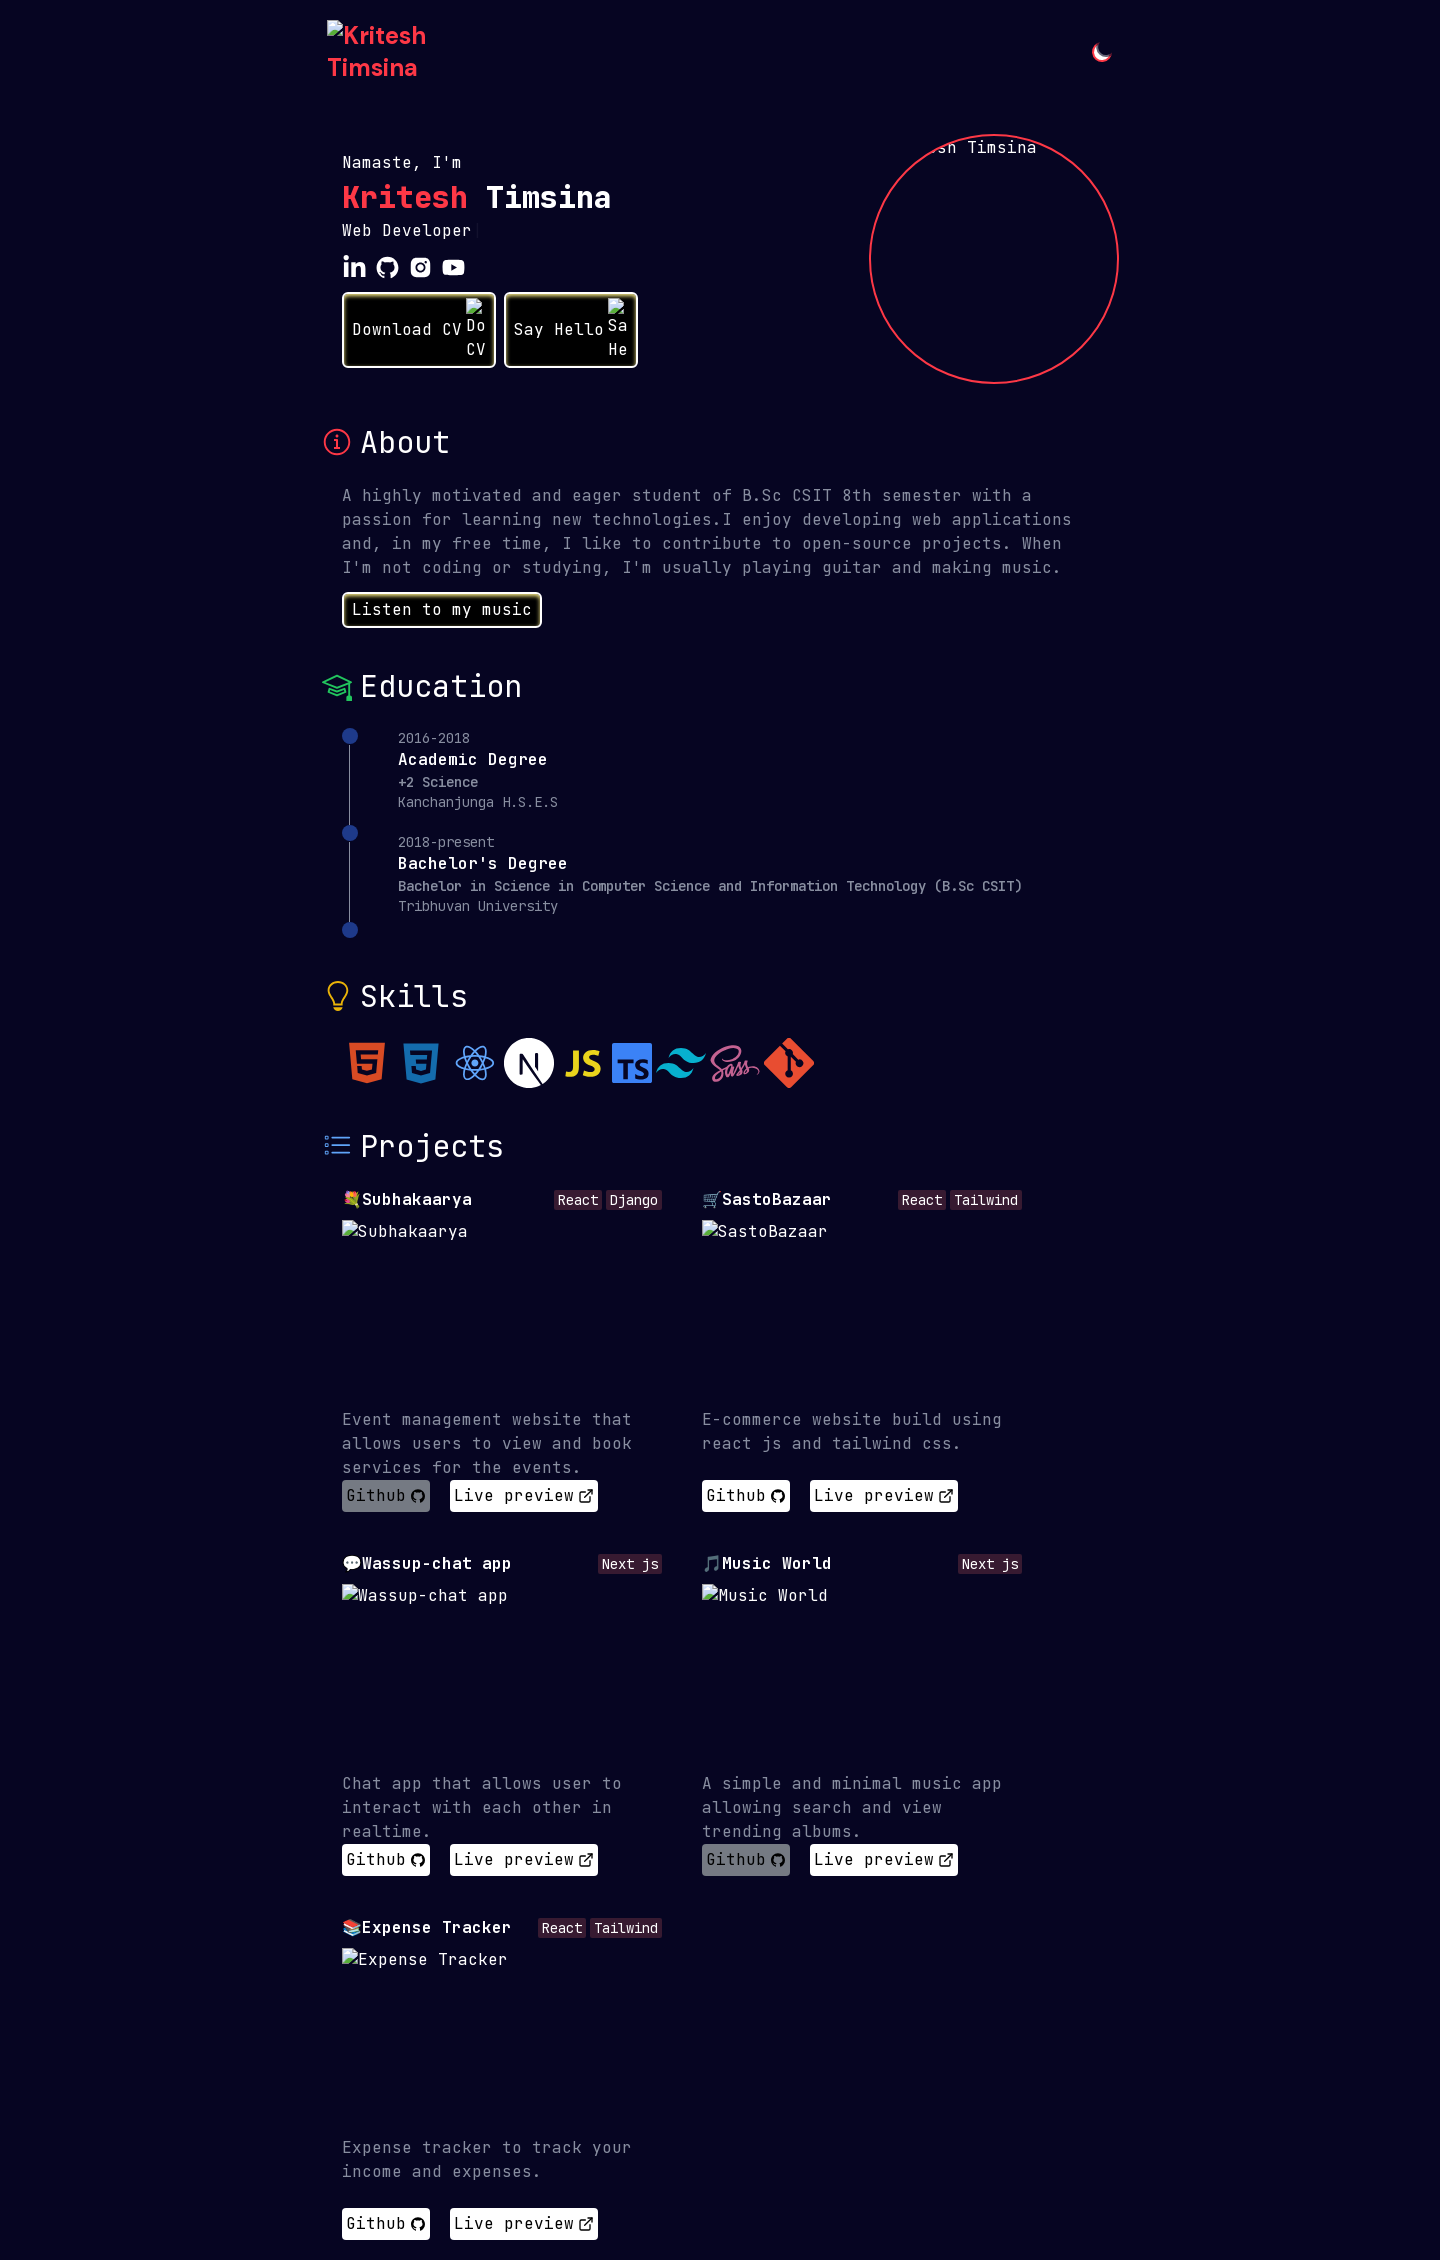 Kritesh
Timsina
Namaste, I'm
sh Timsina
Kritesh Timsina
Web Developer
Download CV
Do
CV
Say Hello
Sa
He
About
A highly motivated and eager student of B.Sc CSIT 8th semester with a
passion for learning new technologies.I enjoy developing web applications
and, in my free time, I like to contribute to open-source projects. When
I'm not coding or studying, I'm usually playing guitar and making music.
Listen to my music
Education
2016-2018
Academic Degree
+2 Science
Kanchanjunga H.S.E.S
2018-present
Bachelor's Degree
Bachelor in Science in Computer Science and Information Technology (B.Sc CSIT)
Tribhuvan University
Skills
5
3
N
JS
TS
Sass
Projects
💐Subhakaarya React Django
Subhakaarya
Event management website that
allows users to view and book
services for the events.
Github Live preview
🛒SastoBazaar React Tailwind
SastoBazaar
E-commerce website build using
react js and tailwind css.
Github Live preview
💬Wassup-chat app Next js
Wassup-chat app
Chat app that allows user to
interact with each other in
realtime.
Github Live preview
🎵Music World Next js
Music World
A simple and minimal music app
allowing search and view
trending albums.
Github Live preview
📚Expense Tracker React Tailwind
Expense Tracker
Expense tracker to track your
income and expenses.
Github Live preview